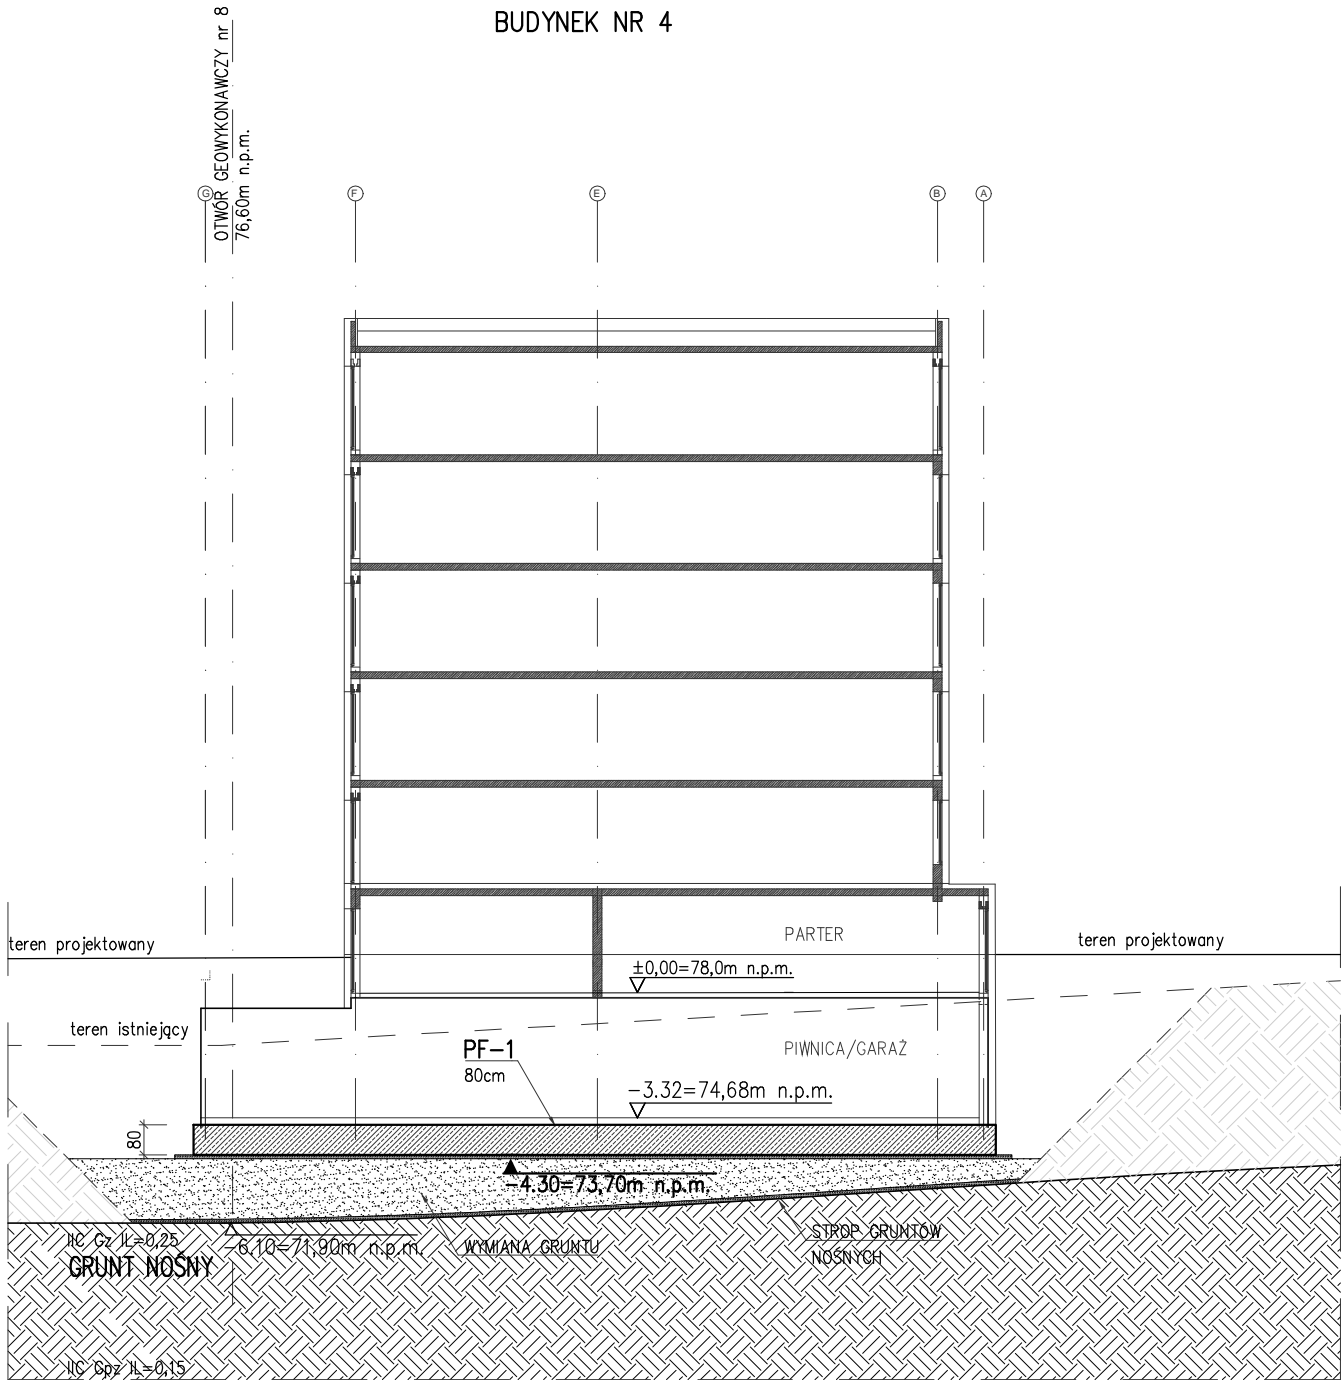 BUDYNEK NR 4
OTWÓR GEOWYKONAWCZY nr 8
76,60m n.p.m.
G
F
E
B
A
PARTER
teren projektowany
teren projektowany
±0,00=78,0m n.p.m.
teren istniejący
PF-1
80cm
PIWNICA/GARAŻ
-3.32=74,68m n.p.m.
80
-4.30=73,70m n.p.m.
IIC Gz IL=0,25
GRUNT NOŚNY
-6,10=71,90m n.p.m.
WYMIANA GRUNTU
STROP GRUNTÓW
NOŚNYCH
IIC Gpz IL=0,15